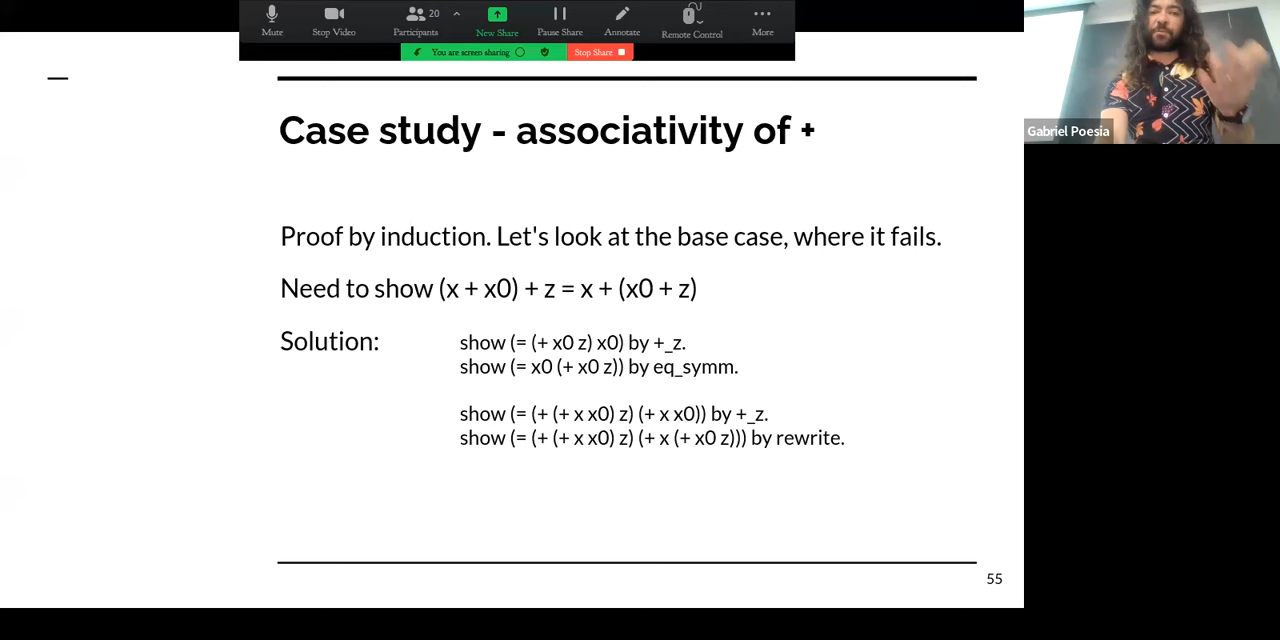 20
Mute
Stop Video
Participants
New Share
Pause Share
Annotate
Remote Control
More
You are screen sharing
Stop Share
Gabriel Poesia
Case study - associativity of +
Proof by induction. Let's look at the base case, where it fails.
Need to show (x + x0) + z = x + (x0 + z)
Solution:
show (= (+ x0 z) x0) by +_z.
show (= x0 (+ x0 z)) by eq_symm.
show (= (+ (+ x x0) z) (+ x x0)) by +_z.
show (= (+ (+ x x0) z) (+ x (+ x0 z))) by rewrite.
55